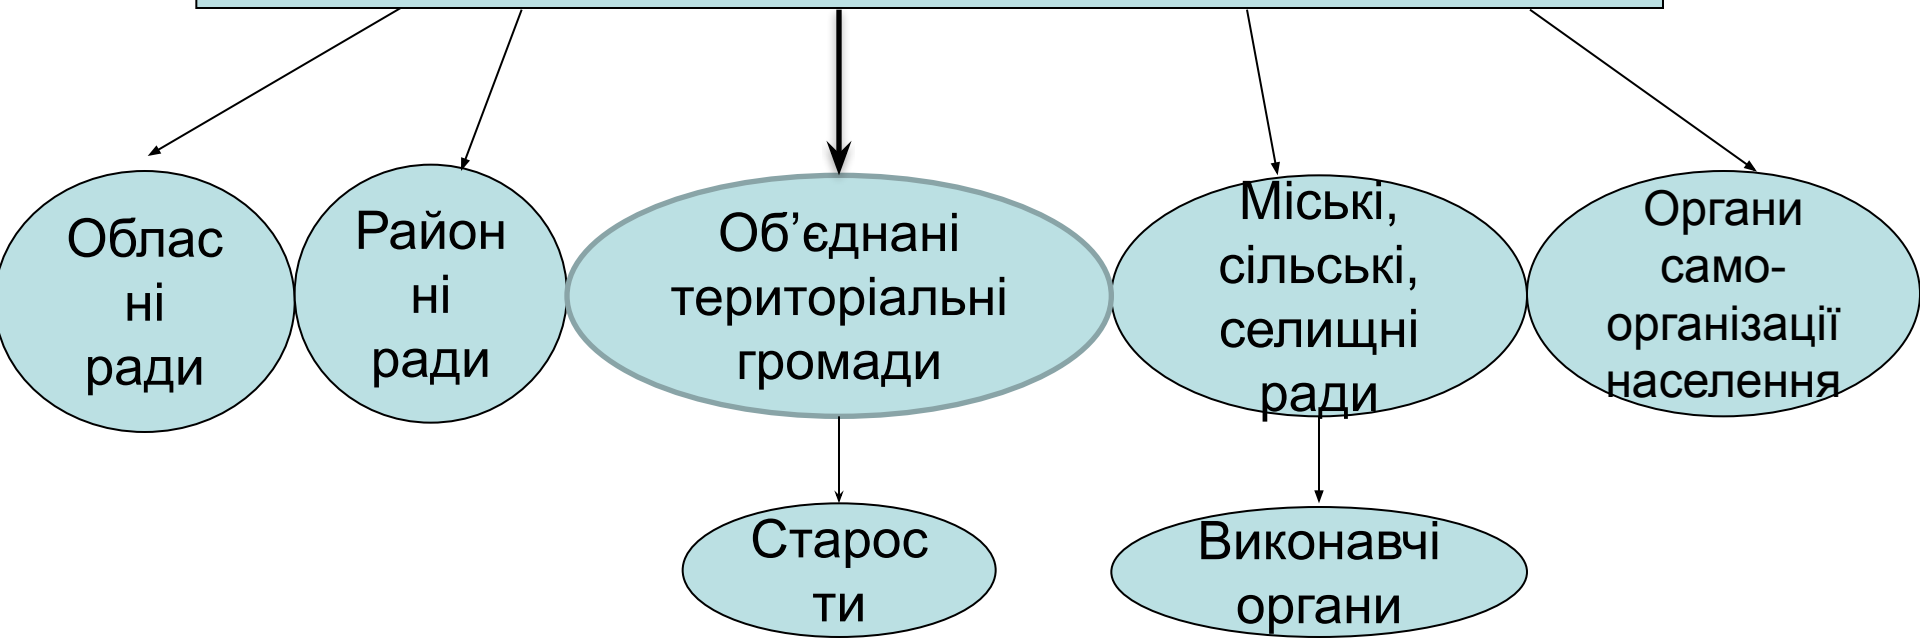 Облас
ні
ради
Район
ні
ради
Об’єднані
територіальні
громади
Міські,
сільські,
селищні
ради
Органи
само-
організації
населення
Старос
ти
Виконавчі
органи